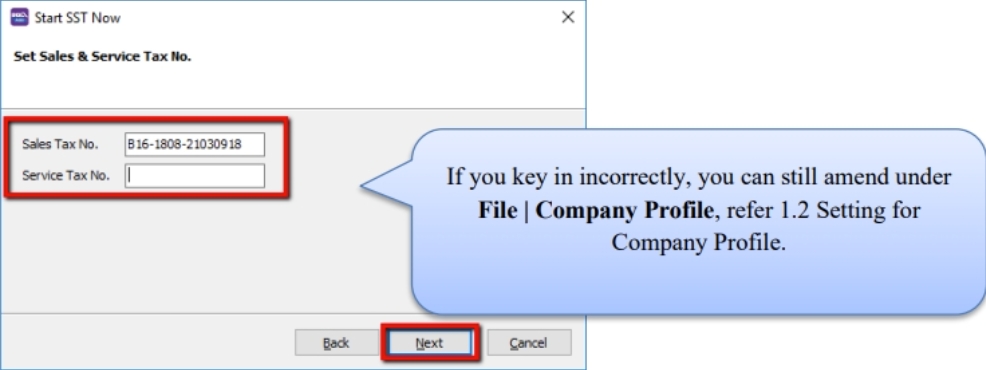 Start SST Now
Set Sales & Service Tax No.
Sales Tax No. B16-1808-21030918
Service Tax No.
If you key in incorrectly, you can still amend under
File | Company Profile, refer 1.2 Setting for
Company Profile.
Back Next Cancel